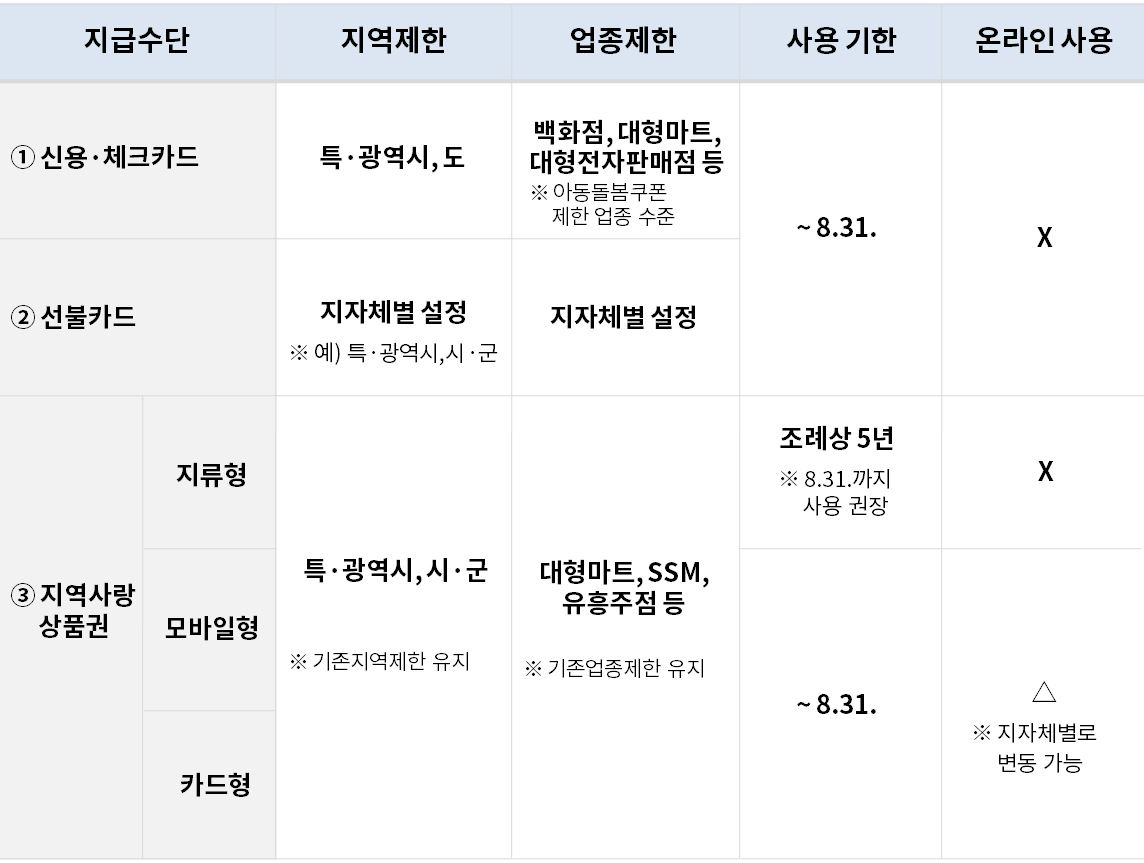 지급수단
지역제한
업종제한
사용 기한
온라인 사용
① 신용·체크카드
특·광역시, 도
백화점, 대형마트,
대형전자판매점 등
※ 아동돌봄쿠폰
제한 업종 수준
~ 8.31.
X
② 선불카드
지자체별 설정
※ 예) 특·광역시,시·군
지자체별 설정
③ 지역사랑
상품권
지류형
특·광역시, 시·군
※ 기존지역제한 유지
대형마트, SSM,
유흥주점 등
※ 기존업종제한 유지
조례상 5년
※ 8.31.까지
사용 권장
X
모바일형
카드형
~ 8.31.
△
※ 지자체별로
변동 가능